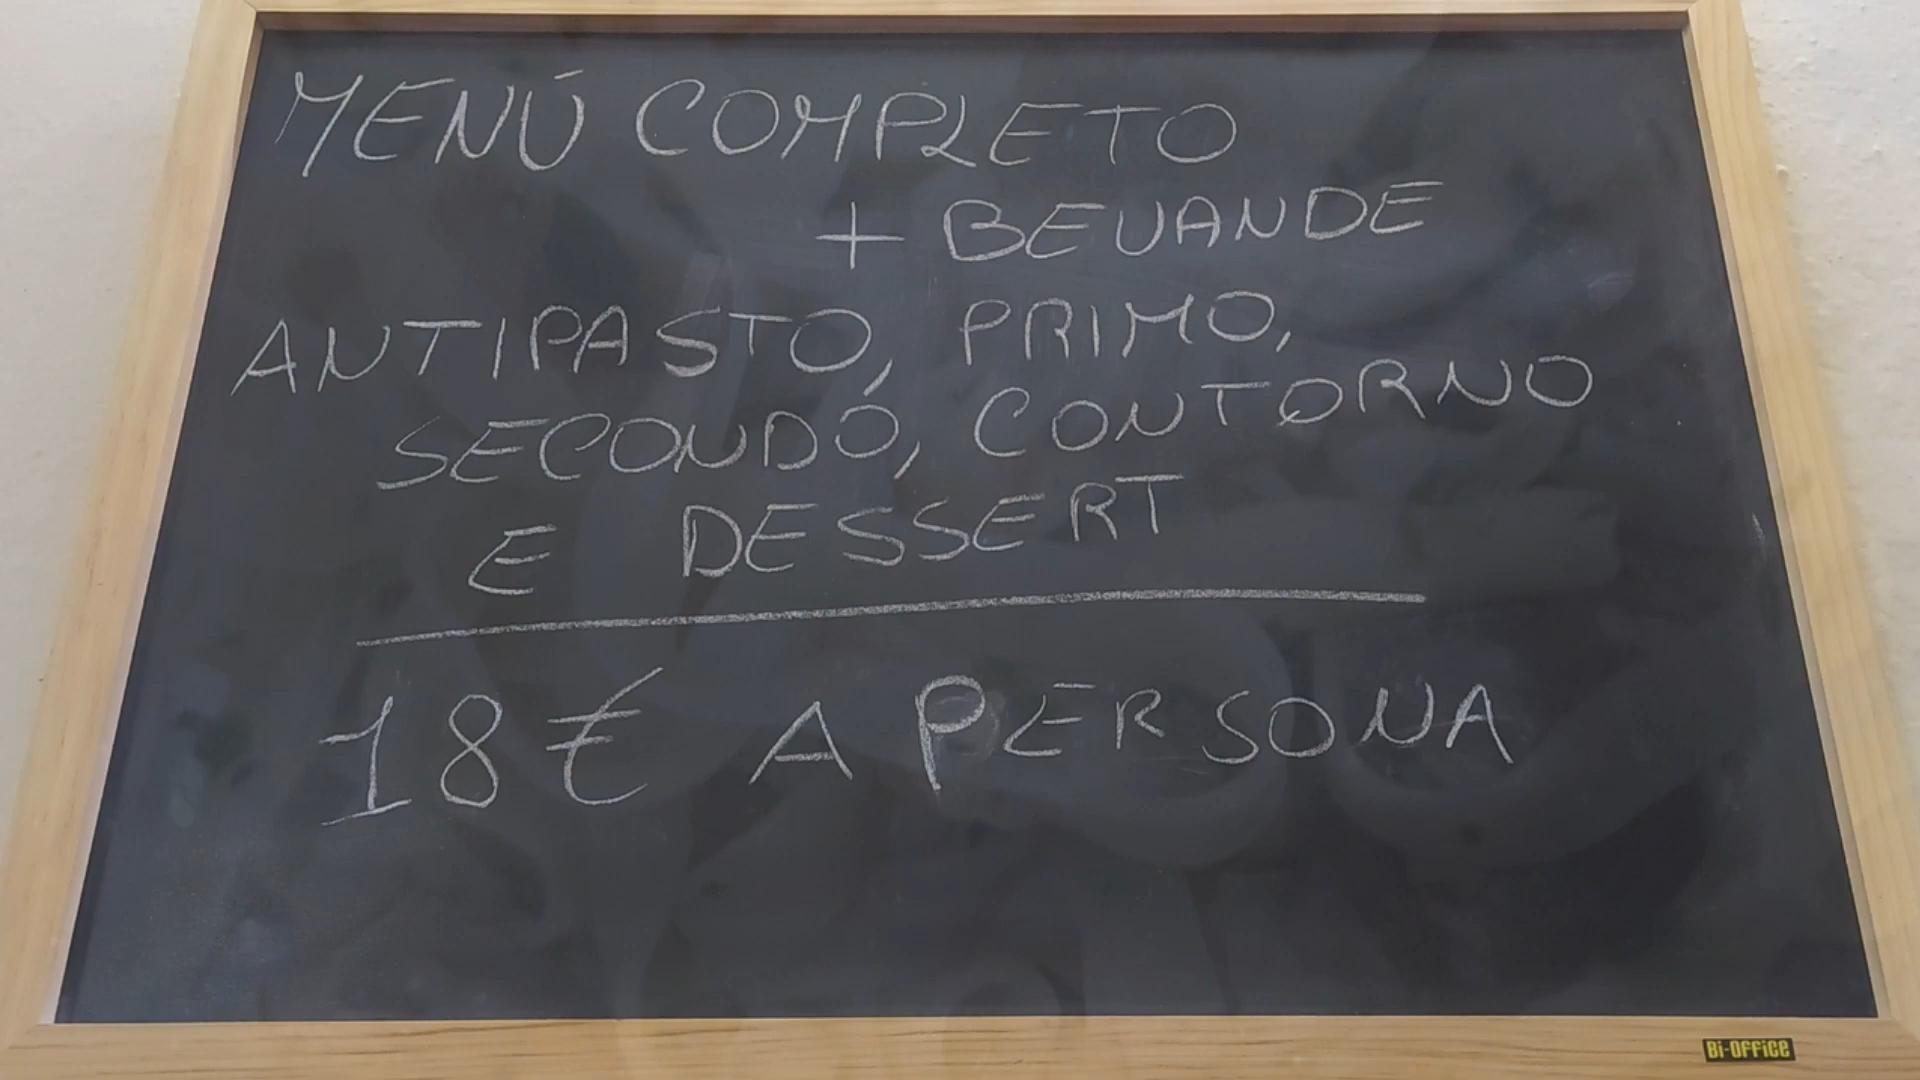 MENÚ COMPLETO
+ BEVANDE
ANTIPASTO, PRIMO,
SECONDO, CONTORNO
E DESSERT
18€ A PERSONA
Bi-OFFiCE